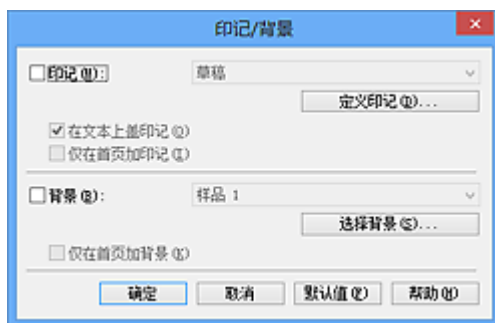 印记/背景
印记(W): 草稿
定义印记(D)...
在文本上盖印记(O)
仅在首页加印记(I)
背景(B): 样品 1
选择背景(S)...
仅在首页加背景(K)
确定 取消 默认值(F) 帮助(H)